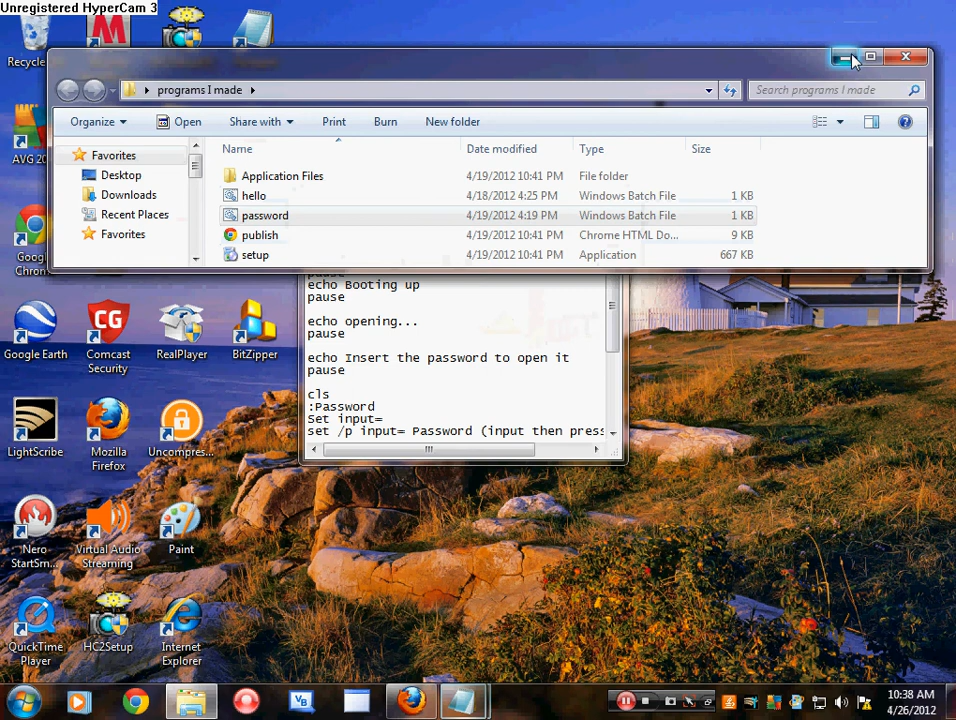 Unregistered HyperCam 3
Recycle
programs I made
Search programs I made
Organize Open Share with Print Burn New folder
Name Date modified Type Size
Favorites
Desktop
Downloads
Recent Places
Favorites
Application Files 4/19/2012 10:41 PM File folder
hello 4/18/2012 4:25 PM Windows Batch File 1 KB
password 4/19/2012 4:19 PM Windows Batch File 1 KB
publish 4/19/2012 10:41 PM Chrome HTML Do... 9 KB
setup 4/19/2012 10:41 PM Application 667 KB
AVG 20
Goog
Chron
pause
echo Booting up
pause
echo opening...
pause
echo Insert the password to open it
pause
cls
:Password
Set input=
set /p input= Password (input then press
Google Earth
Comcast
Security
RealPlayer
BitZipper
LightScribe
Mozilla
Firefox
Uncompres...
Nero
StartSm...
Virtual Audio
Streaming
Paint
QuickTime
Player
HC2Setup
Internet
Explorer
10:38 AM
4/26/2012